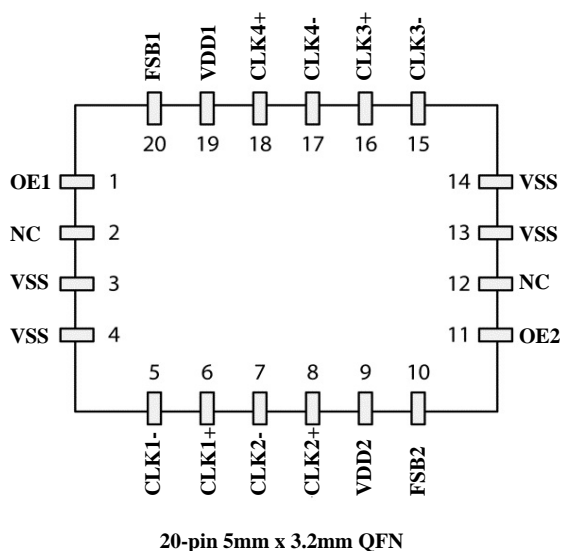 FSB1 VDD1 CLK4+ CLK4- CLK3+ CLK3-
20 19 18 17 16 15
OE1 1 14 VSS
NC 2 13 VSS
VSS 3 12 NC
VSS 4 11 OE2
5 6 7 8 9 10
CLK1- CLK1+ CLK2- CLK2+ VDD2 FSB2
20-pin 5mm x 3.2mm QFN